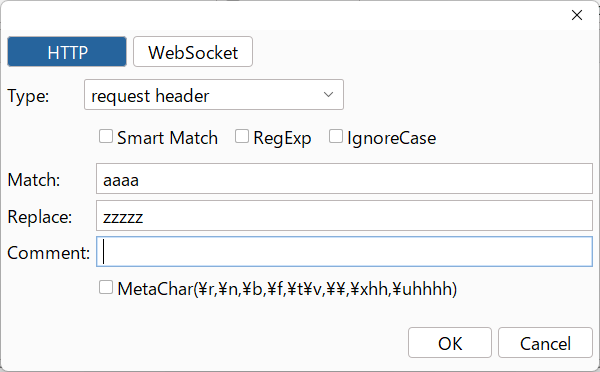 HTTP WebSocket
Type: request header
Smart Match RegExp IgnoreCase
Match: aaaa
Replace: zzzzz
Comment:
MetaChar(¥r,¥n,¥b,¥f,¥t¥v,¥¥,¥xhh,¥uhhhh)
OK Cancel